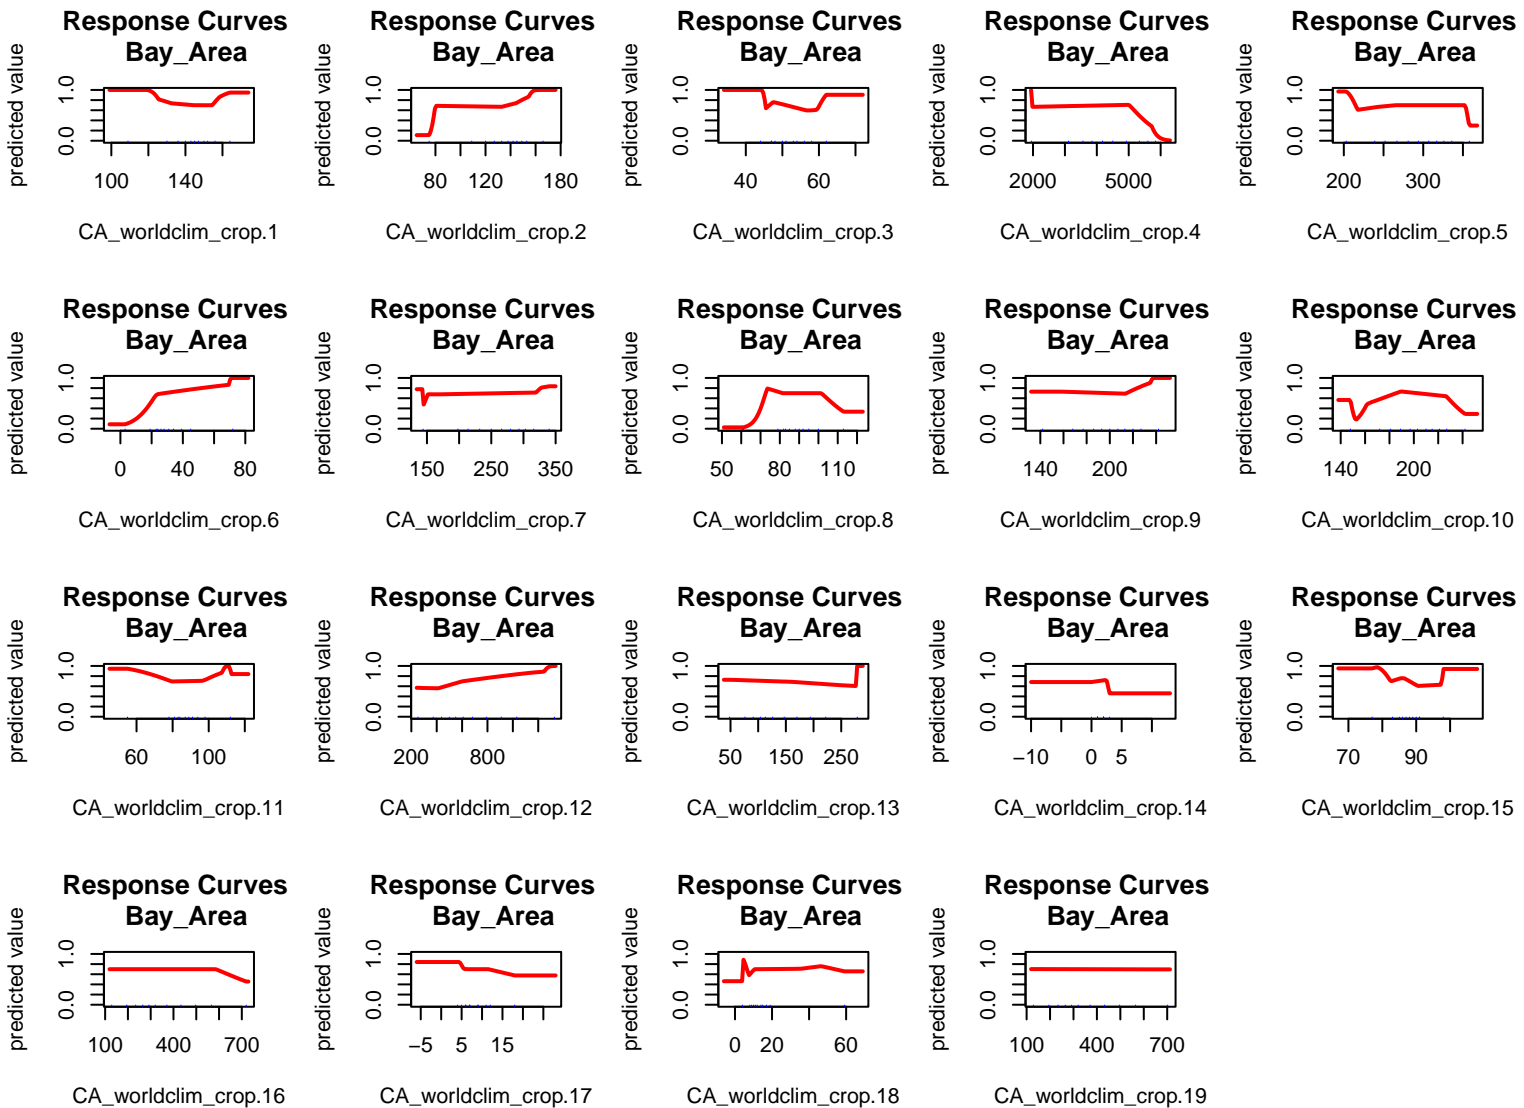 Response Curves
Bay_Area
predicted value
0.0 1.0
100 140
CA_worldclim_crop.1
Response Curves
Bay_Area
predicted value
0.0 1.0
80 120 180
CA_worldclim_crop.2
Response Curves
Bay_Area
predicted value
0.0 1.0
40 60
CA_worldclim_crop.3
Response Curves
Bay_Area
predicted value
0.0 1.0
2000 5000
CA_worldclim_crop.4
Response Curves
Bay_Area
predicted value
0.0 1.0
200 300
CA_worldclim_crop.5
Response Curves
Bay_Area
predicted value
0.0 1.0
0 40 80
CA_worldclim_crop.6
Response Curves
Bay_Area
predicted value
0.0 1.0
150 250 350
CA_worldclim_crop.7
Response Curves
Bay_Area
predicted value
0.0 1.0
50 80 110
CA_worldclim_crop.8
Response Curves
Bay_Area
predicted value
0.0 1.0
140 200
CA_worldclim_crop.9
Response Curves
Bay_Area
predicted value
0.0 1.0
140 200
CA_worldclim_crop.10
Response Curves
Bay_Area
predicted value
0.0 1.0
60 100
CA_worldclim_crop.11
Response Curves
Bay_Area
predicted value
0.0 1.0
200 800
CA_worldclim_crop.12
Response Curves
Bay_Area
predicted value
0.0 1.0
50 150 250
CA_worldclim_crop.13
Response Curves
Bay_Area
predicted value
0.0 1.0
−10 0 5
CA_worldclim_crop.14
Response Curves
Bay_Area
predicted value
0.0 1.0
70 90
CA_worldclim_crop.15
Response Curves
Bay_Area
predicted value
0.0 1.0
100 400 700
CA_worldclim_crop.16
Response Curves
Bay_Area
predicted value
0.0 1.0
−5 5 15
CA_worldclim_crop.17
Response Curves
Bay_Area
predicted value
0.0 1.0
0 20 60
CA_worldclim_crop.18
Response Curves
Bay_Area
predicted value
0.0 1.0
100 400 700
CA_worldclim_crop.19